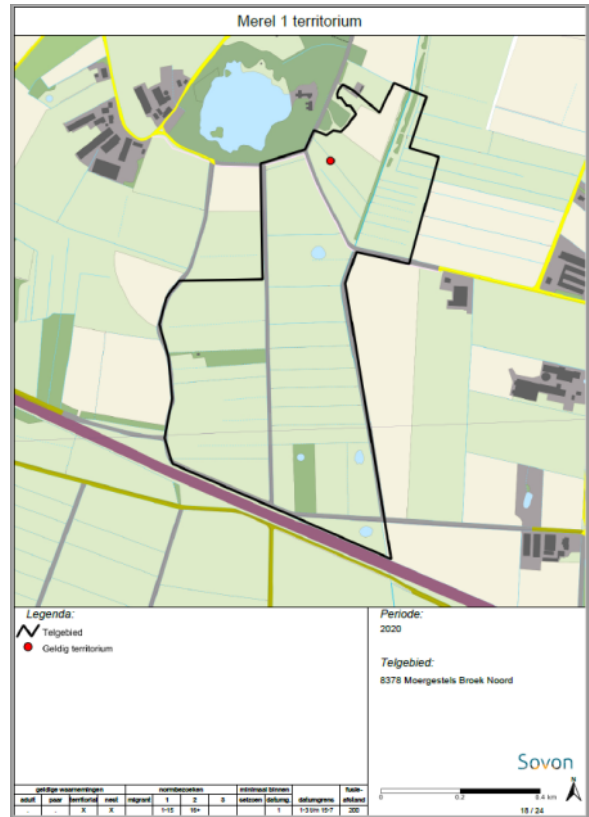 Merel 1 territorium
Legenda:
Telgebied
Geldig territorium
Periode:
2020
Telgebied:
8378 Moergestels Broek Noord
Sovon
N
0 0.2 0.4 km
18 / 24
geldige waarnemingen normbezoeken minimaal binnen fusie-
adult paar territoriaal nest migrant 1 2 3 seizoen datumg. datumgrens afstand
. . X X 1-15 16+ 1 1-3 t/m 15-7 200